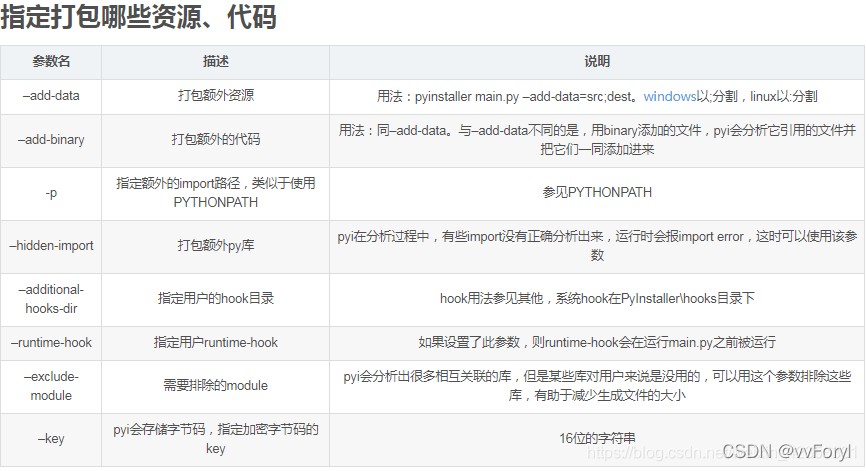 指定打包哪些资源、代码
参数名 描述 说明
–add-data 打包额外资源 用法：pyinstaller main.py –add-data=src;dest。windows以;分割，linux以:分割
–add-binary 打包额外的代码 用法：同–add-data。与–add-data不同的是，用binary添加的文件，pyi会分析它引用的文件并
把它们一同添加进来
-p 指定额外的import路径，类似于使用
PYTHONPATH 参见PYTHONPATH
–hidden-import 打包额外py库 pyi在分析过程中，有些import没有正确分析出来，运行时会报import error，这时可以使用该参
数
–additional-
hooks-dir 指定用户的hook目录 hook用法参见其他，系统hook在PyInstaller\hooks目录下
–runtime-hook 指定用户runtime-hook 如果设置了此参数，则runtime-hook会在运行main.py之前被运行
–exclude-
module 需要排除的module pyi会分析出很多相互关联的库，但是某些库对用户来说是没用的，可以用这个参数排除这些
库，有助于减少生成文件的大小
–key pyi会存储字节码，指定加密字节码的
key 16位的字符串
CSDN @vvForyl